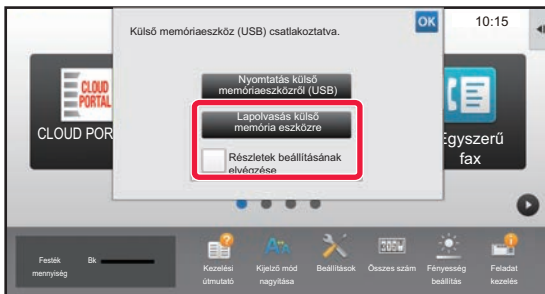 Külső memóriaeszköz (USB) csatlakoztatva.
OK
10:15
Nyomtatás külső
memóriaeszközről (USB)
Lapolvasás külső
memória eszközre
Részletek beállításának
elvégzése
CLOUD
PORTAL
CLOUD POR
Egyszerű
fax
Festék
mennyiség
Bk
Kezelési
útmutató
Kijelző mód
nagyítása
Beállítások
Összes szám
Fényesség
beállítás
Feladat
kezelés